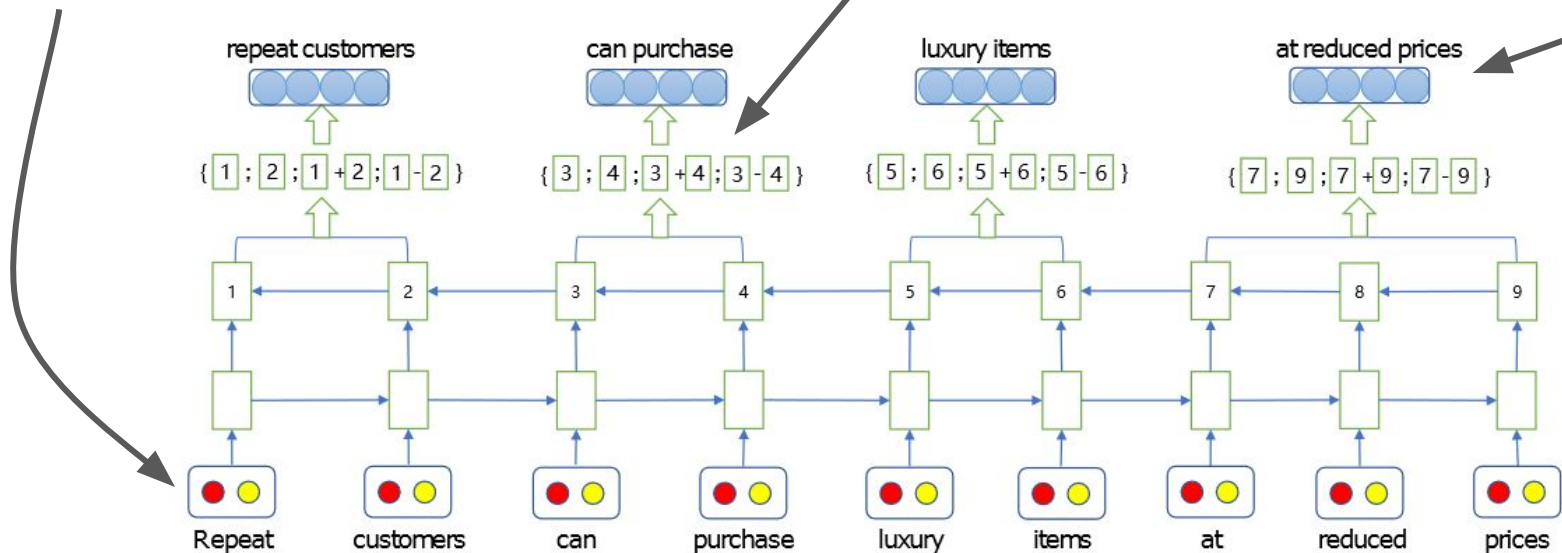 repeat customers can purchase luxury items at reduced prices
{ 1 ; 2 ; 1 + 2 ; 1 - 2 } { 3 ; 4 ; 3 + 4 ; 3 - 4 } { 5 ; 6 ; 5 + 6 ; 5 - 6 } { 7 ; 9 ; 7 + 9 ; 7 - 9 }
1 2 3 4 5 6 7 8 9
Repeat customers can purchase luxury items at reduced prices